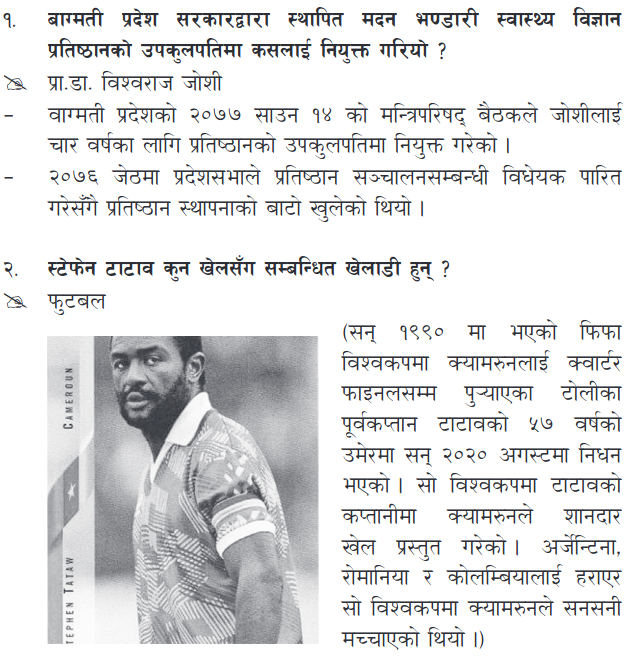 १. बाग्मती प्रदेश सरकारद्वारा स्थापित मदन भण्डारी स्वास्थ्य विज्ञान
प्रतिष्ठानको उपकुलपतिमा कसलाई नियुक्त गरियो ?
प्रा.डा. विश्वराज जोशी
– वाग्मती प्रदेशको २०७७ साउन १४ को मन्त्रिपरिषद् बैठकले जोशीलाई
चार वर्षका लागि प्रतिष्ठानको उपकुलपतिमा नियुक्त गरेको ।
– २०७६ जेठमा प्रदेशसभाले प्रतिष्ठान सञ्चालनसम्बन्धी विधेयक पारित
गरेसँगै प्रतिष्ठान स्थापनाको बाटो खुलेको थियो ।
२. स्टेफेन टाटाव कुन खेलसँग सम्बन्धित खेलाडी हुन् ?
फुटबल
CAMEROUN
TEPHEN TATAW
(सन् १९९० मा भएको फिफा
विश्वकपमा क्यामरुनलाई क्वार्टर
फाइनलसम्म पुऱ्याएका टोलीका
पूर्वकप्तान टाटावको ५७ वर्षको
उमेरमा सन् २०२० अगस्टमा निधन
भएको । सो विश्वकपमा टाटावको
कप्तानीमा क्यामरुनले शानदार
खेल प्रस्तुत गरेको । अर्जेन्टिना,
रोमानिया र कोलम्बियालाई हराएर
सो विश्वकपमा क्यामरुनले सनसनी
मच्चाएको थियो ।)